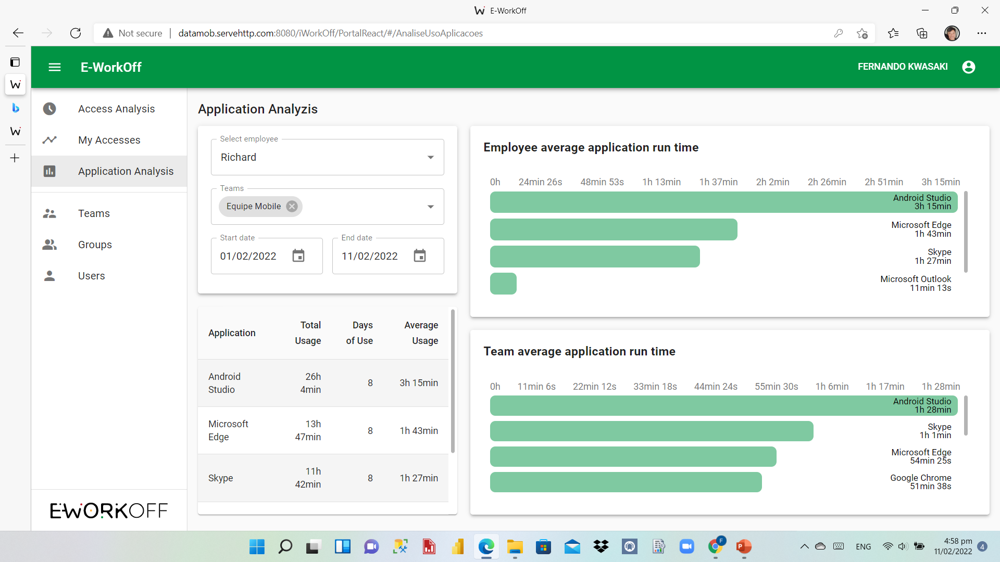 E-WorkOff
Not secure
datamob.servehttp.com:8080/iWorkOff/PortalReact/#/AnaliseUsoAplicacoes
E-WorkOff
FERNANDO KWASAKI
Access Analysis
My Accesses
Application Analysis
Teams
Groups
Users
EWORKOFF
Application Analyzis
Select employee
Richard
Teams
Equipe Mobile
Start date
01/02/2022
End date
11/02/2022
Application
Total
Usage
Days
of Use
Average
Usage
Android
Studio
26h
4min
8
3h 15min
Microsoft
Edge
13h
47min
8
1h 43min
Skype
11h
42min
8
1h 27min
Employee average application run time
0h 24min 26s 48min 53s 1h 13min 1h 37min 2h 2min 2h 26min 2h 51min 3h 15min
Android Studio
3h 15min
Microsoft Edge
1h 43min
Skype
1h 27min
Microsoft Outlook
11min 13s
Team average application run time
0h 11min 6s 22min 12s 33min 18s 44min 24s 55min 30s 1h 6min 1h 17min 1h 28min
Android Studio
1h 28min
Skype
1h 1min
Microsoft Edge
54min 25s
Google Chrome
51min 38s
F
P
ENG
4:58 pm
11/02/2022
4